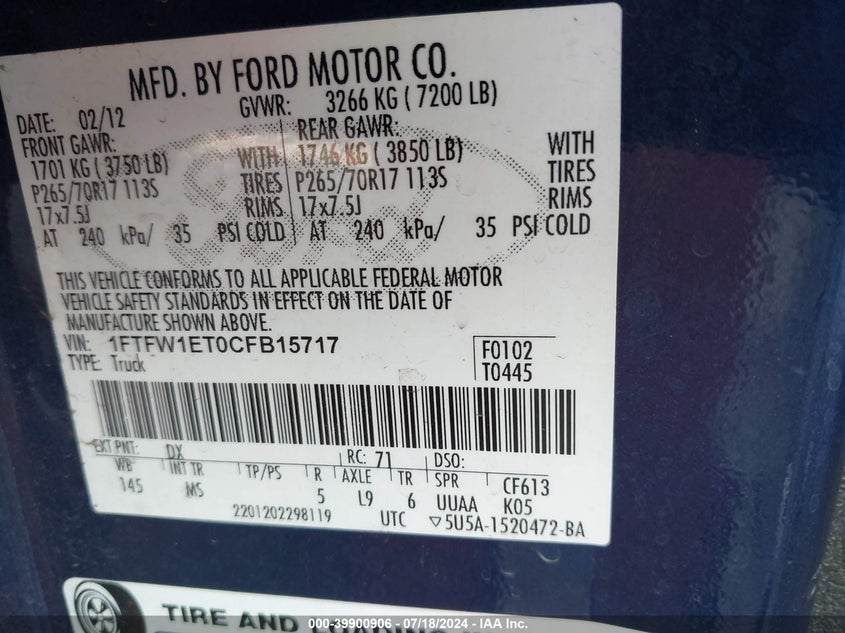 MFD. BY FORD MOTOR CO.
DATE: 02/12 GVWR: 3266 KG ( 7200 LB)
FRONT GAWR: REAR GAWR:
1701 KG ( 3750 LB) WITH 1746 KG ( 3850 LB) WITH
P265/70R17 113S TIRES P265/70R17 113S TIRES
17x7.5J RIMS 17x7.5J RIMS
AT 240 kPa/ 35 PSI COLD AT 240 kPa/ 35 PSI COLD
THIS VEHICLE CONFORMS TO ALL APPLICABLE FEDERAL MOTOR
VEHICLE SAFETY STANDARDS IN EFFECT ON THE DATE OF
MANUFACTURE SHOWN ABOVE.
VIN: 1FTFW1ET0CFB15717
TYPE: Truck
F0102
T0445
EXT PNT: DX RC: 71 DSO:
WB INT TR TP/PS R AXLE TR SPR CF613
145 MS 5 L9 6 UUAA K05
2201202298119 UTC ▽5U5A-1520472-BA
TIRE AND LOADING
000-39900906 - 07/18/2024 - IAA Inc.